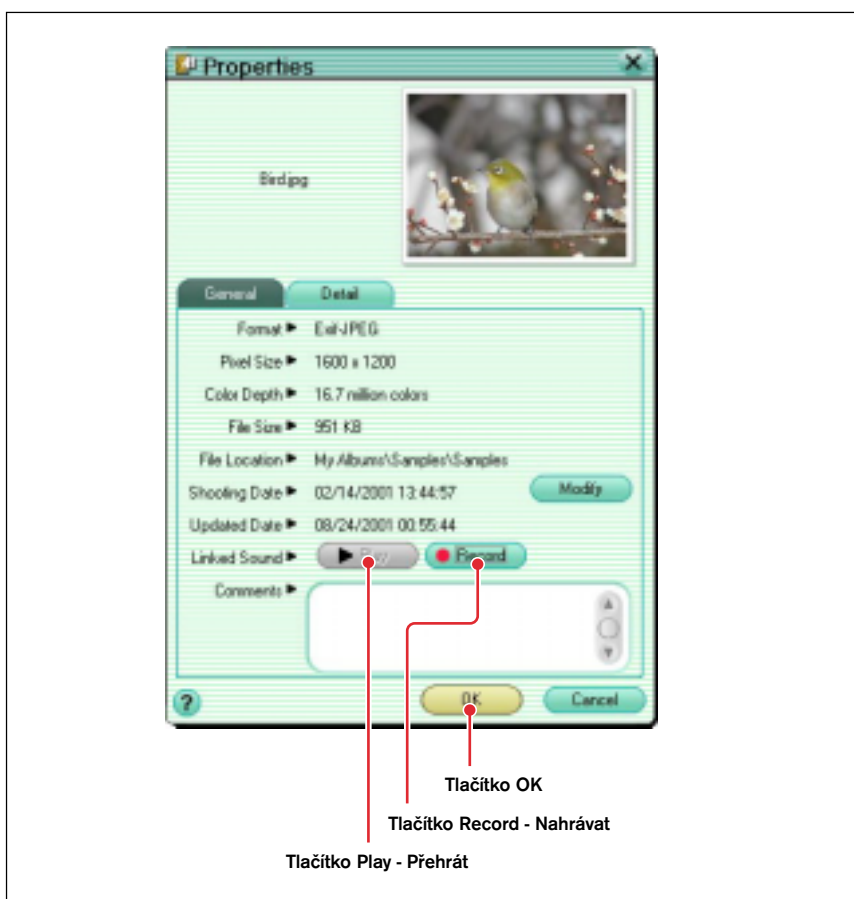 Properties
Bird.jpg
General Detail
Format Exif-JPEG
Pixel Size 1600 x 1200
Color Depth 16.7 million colors
File Size 951 KB
File Location My Albums\Samples\Samples
Shooting Date 02/14/2001 13:44:57 Modify
Updated Date 08/24/2001 00:55:44
Linked Sound Play Record
Comments
? OK Cancel
Tlačítko OK
Tlačítko Record - Nahrávat
Tlačítko Play - Přehrát